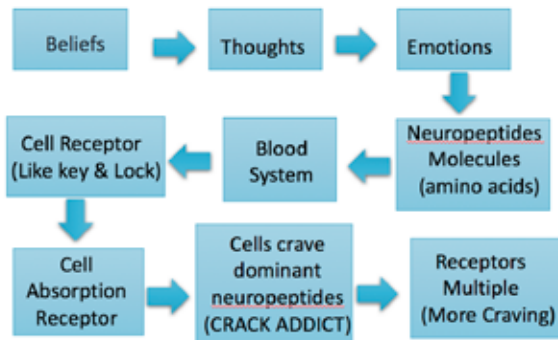 Beliefs
Thoughts
Emotions
Neuropeptides
Molecules
(amino acids)
Blood
System
Cell Receptor
(Like key & Lock)
Cell
Absorption
Receptor
Cells crave
dominant
neuropeptides
(CRACK ADDICT)
Receptors
Multiple
(More Craving)